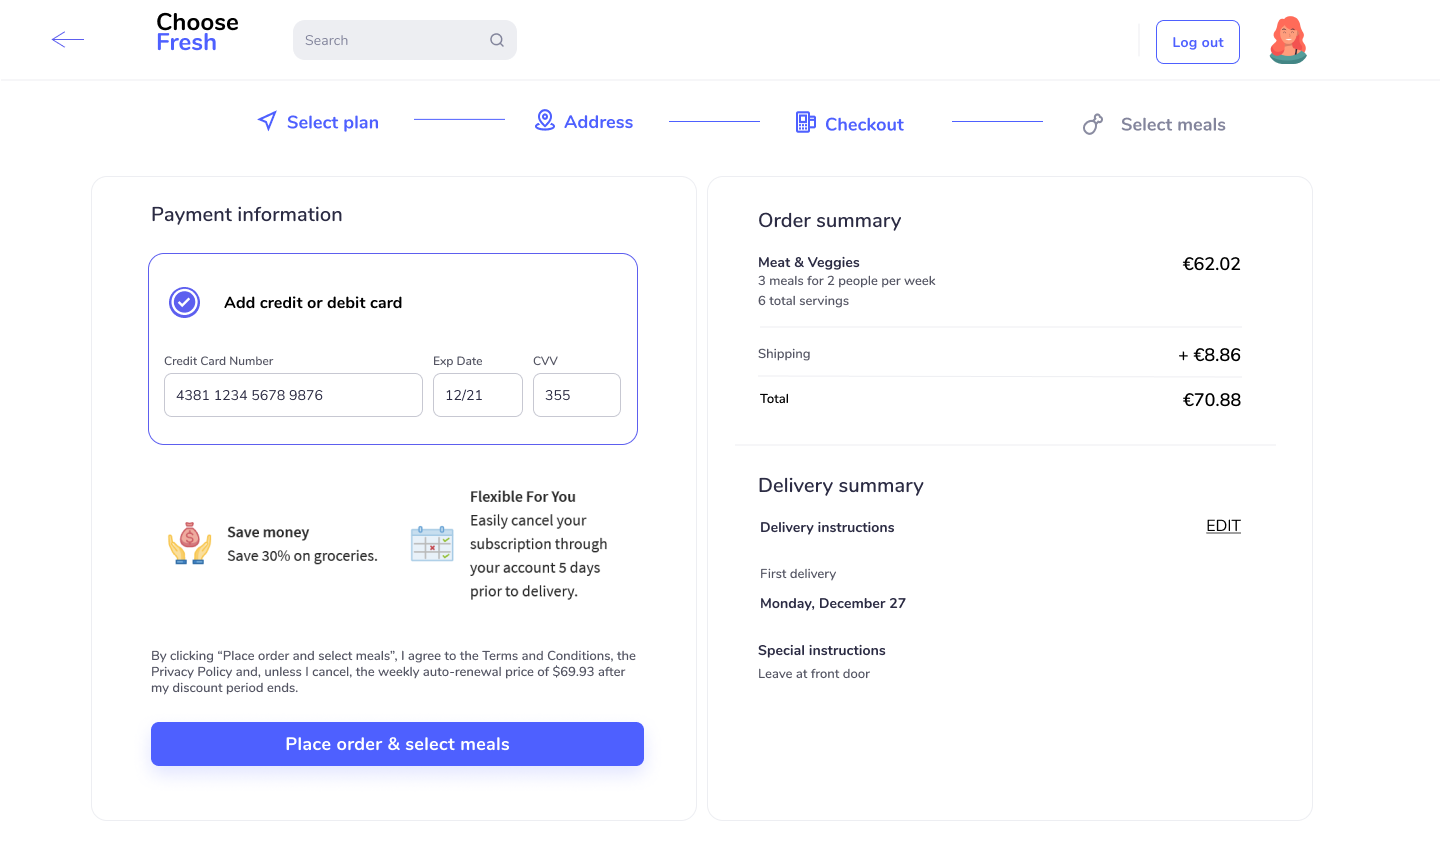 Choose
Fresh
Search
Log out
Select plan
Address
Checkout
Select meals
Payment information
Add credit or debit card
Credit Card Number
Exp Date
CVV
4381 1234 5678 9876
12/21
355
Save money
Save 30% on groceries.
Flexible For You
Easily cancel your
subscription through
your account 5 days
prior to delivery.
By clicking “Place order and select meals”, I agree to the Terms and Conditions, the
Privacy Policy and, unless I cancel, the weekly auto-renewal price of $69.93 after
my discount period ends.
Place order & select meals
Order summary
Meat & Veggies
€62.02
3 meals for 2 people per week
6 total servings
Shipping
+ €8.86
Total
€70.88
Delivery summary
Delivery instructions
EDIT
First delivery
Monday, December 27
Special instructions
Leave at front door